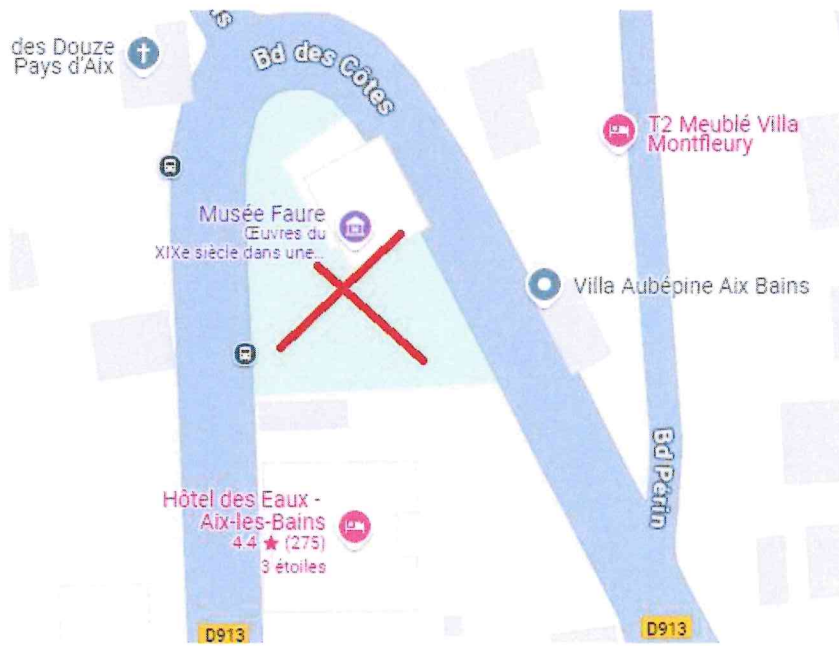 des Douze
Pays d'Aix
Bd des Côtes
T2 Meublé Villa
Montfleury
Musée Faure
Œuvres du
XIXe siècle dans une...
Villa Aubépine Aix Bains
Bd Périn
Hôtel des Eaux -
Aix-les-Bains
4.4 ★ (275)
3 étoiles
D913
D913